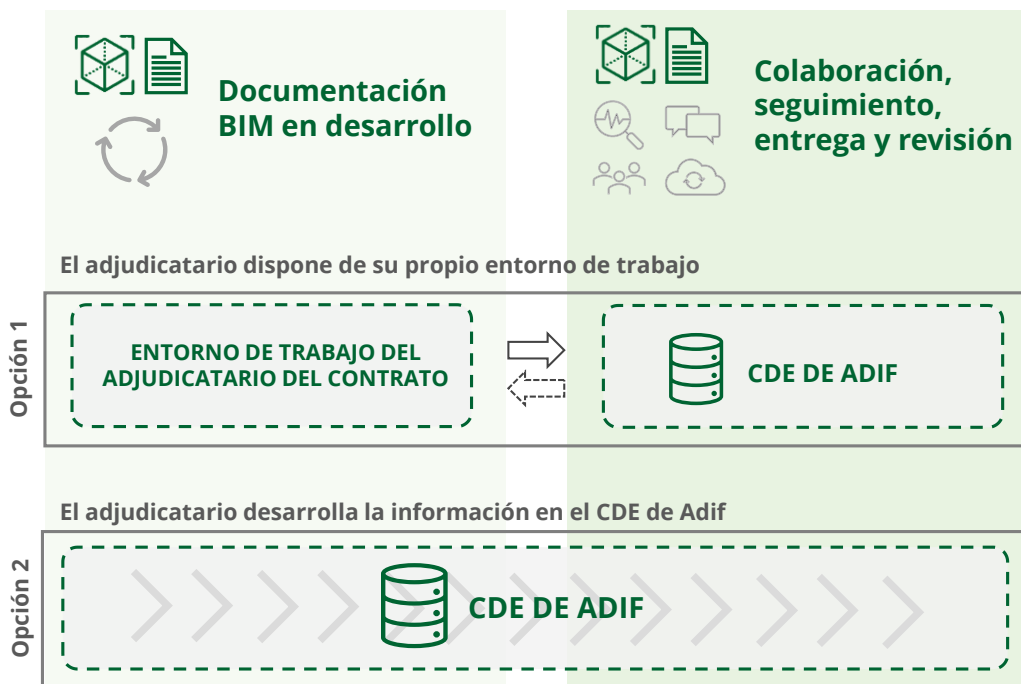 Documentación
BIM en desarrollo
Colaboración,
seguimiento,
entrega y revisión
El adjudicatario dispone de su propio entorno de trabajo
Opción 1
ENTORNO DE TRABAJO DEL
ADJUDICATARIO DEL CONTRATO
CDE DE ADIF
El adjudicatario desarrolla la información en el CDE de Adif
Opción 2
CDE DE ADIF